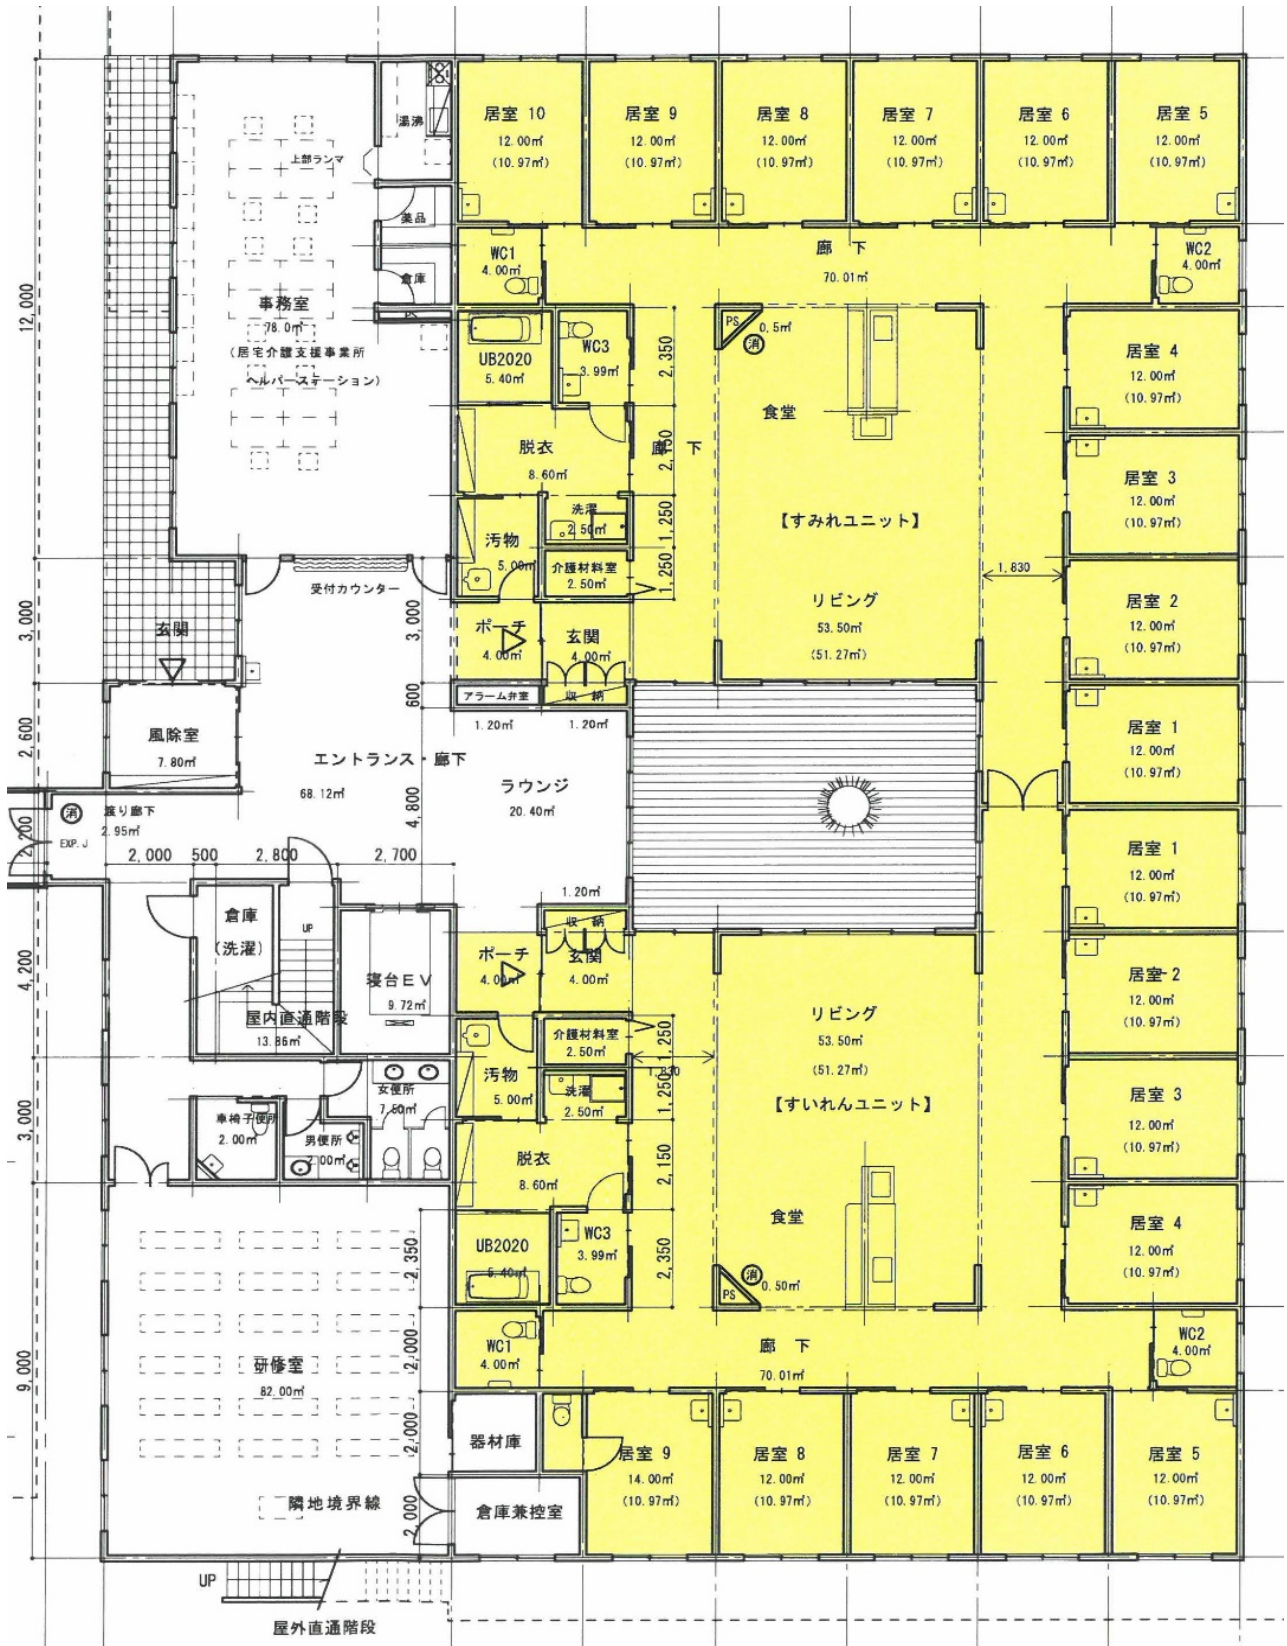 居室 10
12.00㎡
(10.97㎡)
居室 9
12.00㎡
(10.97㎡)
居室 8
12.00㎡
(10.97㎡)
居室 7
12.00㎡
(10.97㎡)
居室 6
12.00㎡
(10.97㎡)
居室 5
12.00㎡
(10.97㎡)
湯沸
上部ランマ
薬品
倉庫
PS
事務室
78.0㎡
(居宅介護支援事業所
ヘルパーステーション)
12,000
WC1
4.00㎡
廊 下
70.01㎡
WC2
4.00㎡
UB2020
5.40㎡
WC3
3.99㎡
2,350
PS
0.5㎡
消
居室 4
12.00㎡
(10.97㎡)
食堂
脱衣
8.60㎡
廊 下
2,150
居室 3
12.00㎡
(10.97㎡)
洗濯
2.50㎡
1,250
【すみれユニット】
汚物
5.00㎡
介護材料室
2.50㎡
1,250
1,830
受付カウンター
リビング
53.50㎡
(51.27㎡)
居室 2
12.00㎡
(10.97㎡)
3,000
玄関
3,000
ポーチ
4.00㎡
玄関
4.00㎡
600
アラーム弁室
収 納
1.20㎡
1.20㎡
居室 1
12.00㎡
(10.97㎡)
2,600
風除室
7.80㎡
エントランス・廊下
68.12㎡
ラウンジ
20.40㎡
4,800
消
渡り廊下
2.95㎡
EXP.J
2,200
2,000
500
2,800
2,700
1.20㎡
居室 1
12.00㎡
(10.97㎡)
倉庫
(洗濯)
UP
収 納
ポーチ
4.00㎡
玄関
4.00㎡
寝台EV
9.72㎡
4,200
屋内直通階段
13.86㎡
居室 2
12.00㎡
(10.97㎡)
リビング
53.50㎡
(51.27㎡)
介護材料室
2.50㎡
1,250
1,830
汚物
5.00㎡
洗濯
2.50㎡
1,250
【すいれんユニット】
女便所
7.50㎡
車椅子便所
2.00㎡
男便所
2.00㎡
3,000
居室 3
12.00㎡
(10.97㎡)
脱衣
8.60㎡
2,150
食堂
居室 4
12.00㎡
(10.97㎡)
UB2020
5.40㎡
WC3
3.99㎡
2,350
2,350
消
PS
0.50㎡
WC1
4.00㎡
2,000
廊 下
70.01㎡
WC2
4.00㎡
研修室
82.00㎡
9,000
器材庫
2,000
居室 9
14.00㎡
(10.97㎡)
居室 8
12.00㎡
(10.97㎡)
居室 7
12.00㎡
(10.97㎡)
居室 6
12.00㎡
(10.97㎡)
居室 5
12.00㎡
(10.97㎡)
隣地境界線
2,000
倉庫兼控室
UP
屋外直通階段